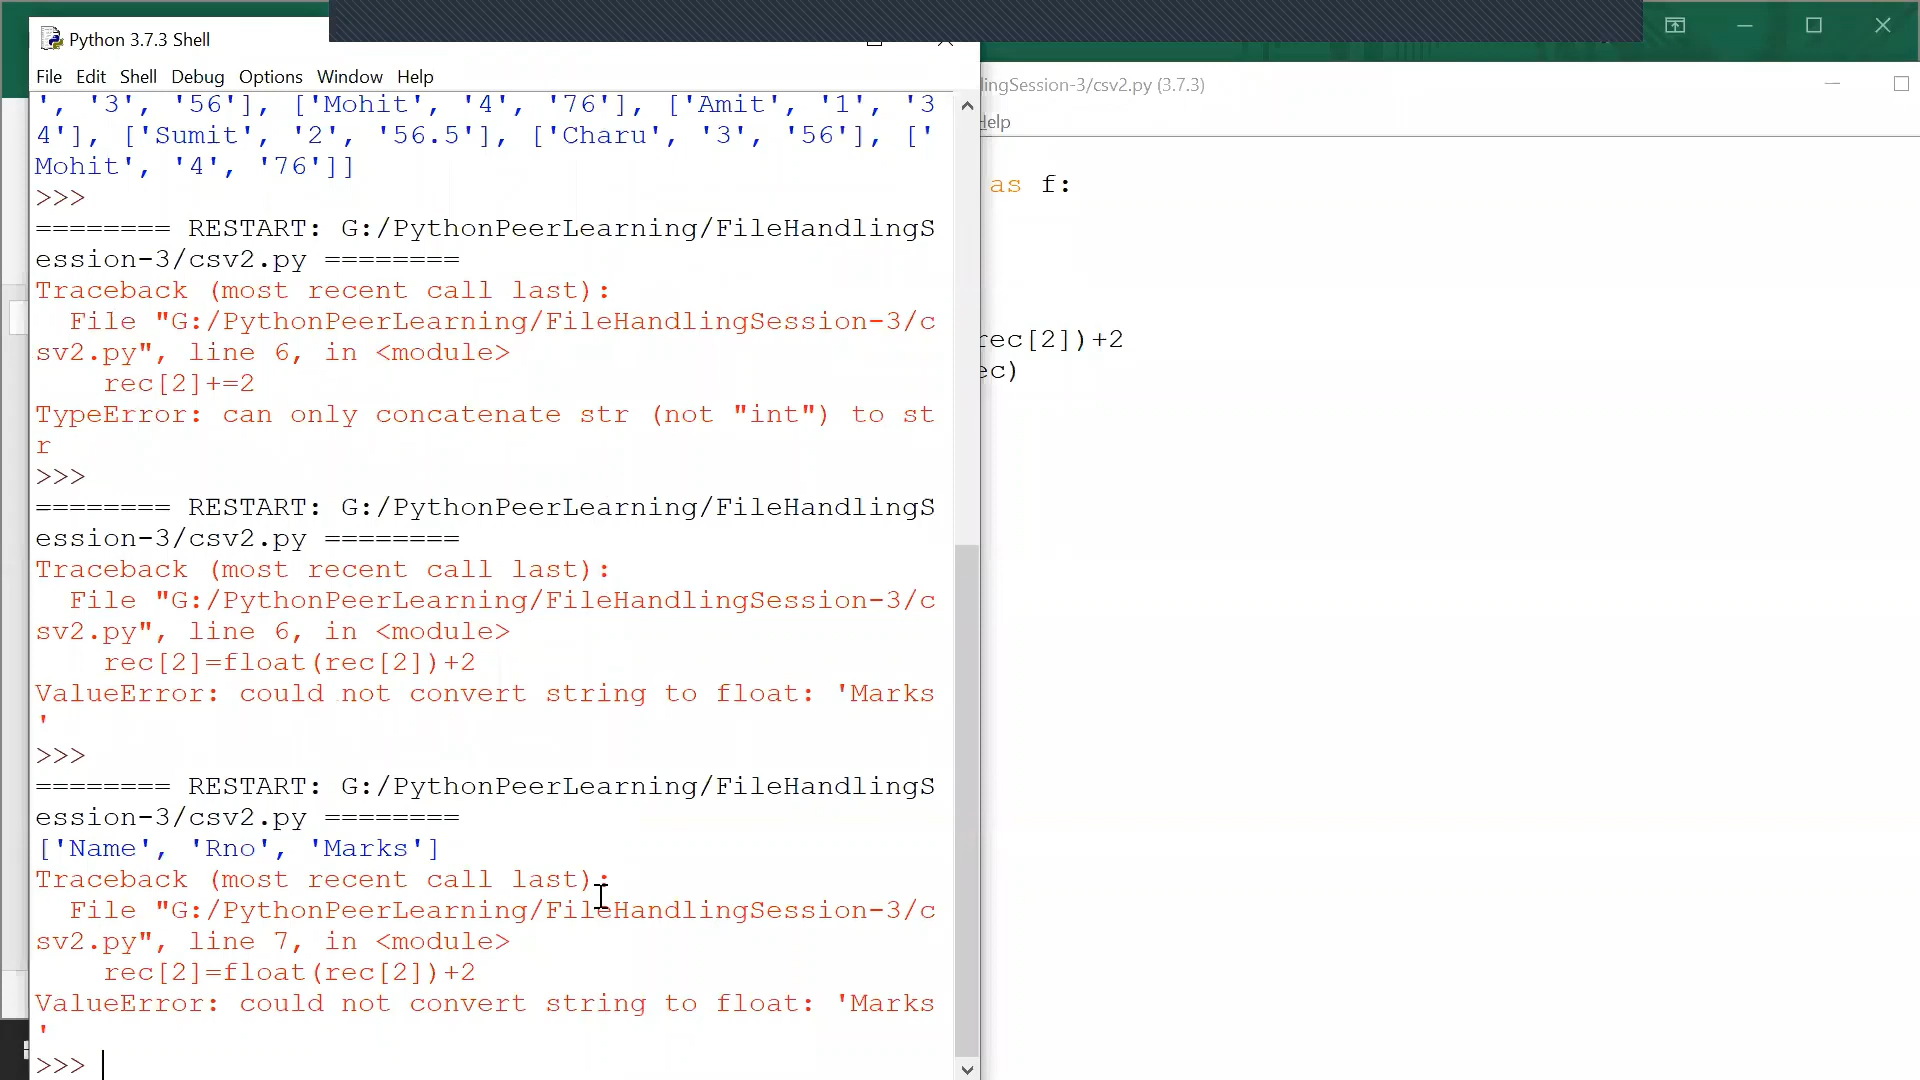 Python 3.7.3 Shell
File Edit Shell Debug Options Window Help
', '3', '56'], ['Mohit', '4', '76'], ['Amit', '1', '3
4'], ['Sumit', '2', '56.5'], ['Charu', '3', '56'], ['
Mohit', '4', '76']]
>>>
======== RESTART: G:/PythonPeerLearning/FileHandlingS
ession-3/csv2.py ========
Traceback (most recent call last):
  File "G:/PythonPeerLearning/FileHandlingSession-3/c
sv2.py", line 6, in <module>
    rec[2]+=2
TypeError: can only concatenate str (not "int") to st
r
>>>
======== RESTART: G:/PythonPeerLearning/FileHandlingS
ession-3/csv2.py ========
Traceback (most recent call last):
  File "G:/PythonPeerLearning/FileHandlingSession-3/c
sv2.py", line 6, in <module>
    rec[2]=float(rec[2])+2
ValueError: could not convert string to float: 'Marks
'
>>>
======== RESTART: G:/PythonPeerLearning/FileHandlingS
ession-3/csv2.py ========
['Name', 'Rno', 'Marks']
Traceback (most recent call last):
  File "G:/PythonPeerLearning/FileHandlingSession-3/c
sv2.py", line 7, in <module>
    rec[2]=float(rec[2])+2
ValueError: could not convert string to float: 'Marks
'
>>>
lingSession-3/csv2.py (3.7.3)
Help
as f:
rec[2])+2
ec)